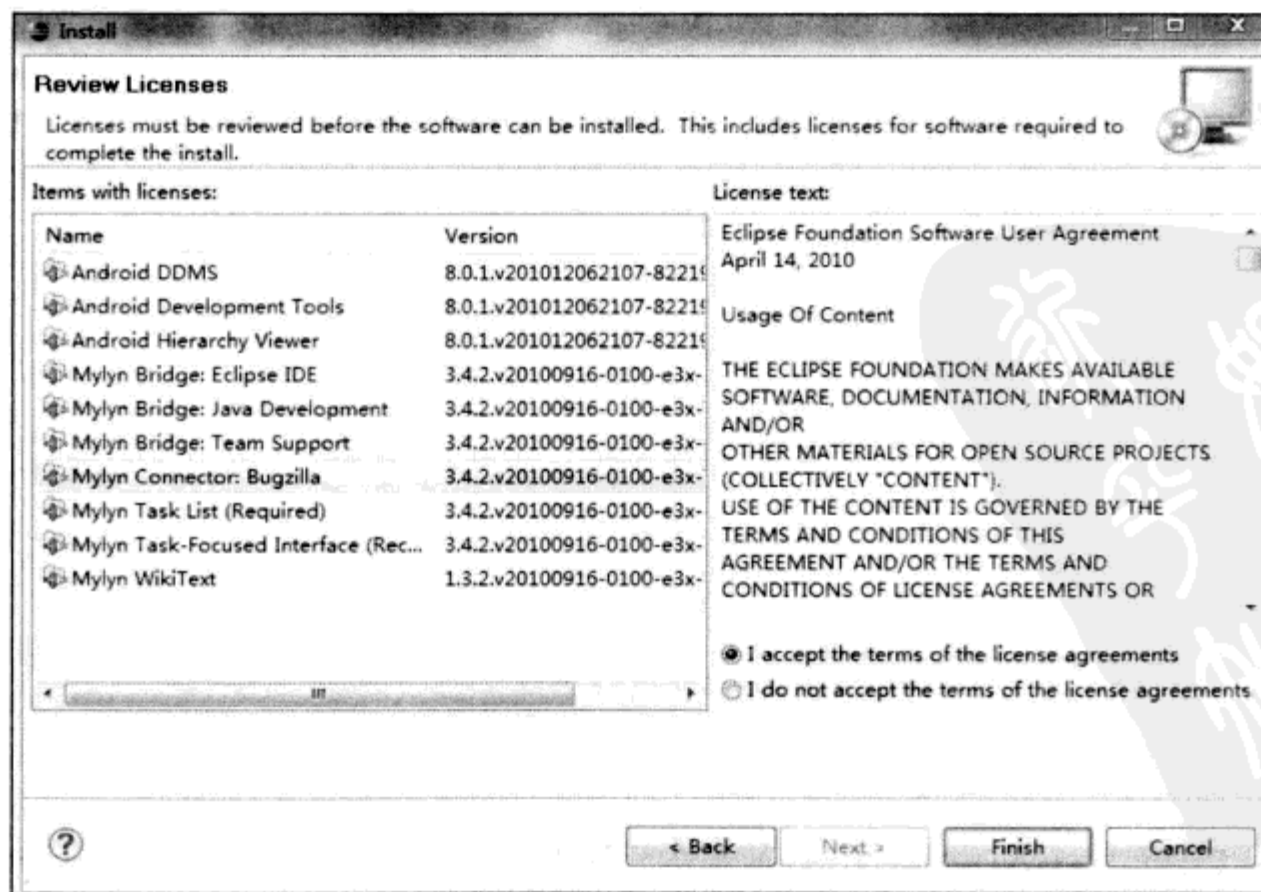 Install
Review Licenses
Licenses must be reviewed before the software can be installed. This includes licenses for software required to
complete the install.
Items with licenses:
License text:
Name Version
Android DDMS 8.0.1.v201012062107-82219
Android Development Tools 8.0.1.v201012062107-82219
Android Hierarchy Viewer 8.0.1.v201012062107-82219
Mylyn Bridge: Eclipse IDE 3.4.2.v20100916-0100-e3x-
Mylyn Bridge: Java Development 3.4.2.v20100916-0100-e3x-
Mylyn Bridge: Team Support 3.4.2.v20100916-0100-e3x-
Mylyn Connector: Bugzilla 3.4.2.v20100916-0100-e3x-
Mylyn Task List (Required) 3.4.2.v20100916-0100-e3x-
Mylyn Task-Focused Interface (Rec... 3.4.2.v20100916-0100-e3x-
Mylyn WikiText 1.3.2.v20100916-0100-e3x-
Eclipse Foundation Software User Agreement
April 14, 2010
Usage Of Content
THE ECLIPSE FOUNDATION MAKES AVAILABLE
SOFTWARE, DOCUMENTATION, INFORMATION
AND/OR
OTHER MATERIALS FOR OPEN SOURCE PROJECTS
(COLLECTIVELY "CONTENT").
USE OF THE CONTENT IS GOVERNED BY THE
TERMS AND CONDITIONS OF THIS
AGREEMENT AND/OR THE TERMS AND
CONDITIONS OF LICENSE AGREEMENTS OR
I accept the terms of the license agreements
I do not accept the terms of the license agreements
< Back Next > Finish Cancel